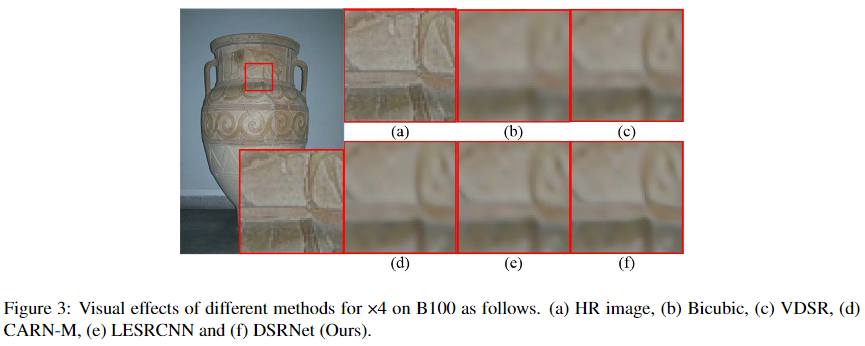 (a) (b) (c)
(d) (e) (f)
Figure 3: Visual effects of different methods for ×4 on B100 as follows. (a) HR image, (b) Bicubic, (c) VDSR, (d)
CARN-M, (e) LESRCNN and (f) DSRNet (Ours).